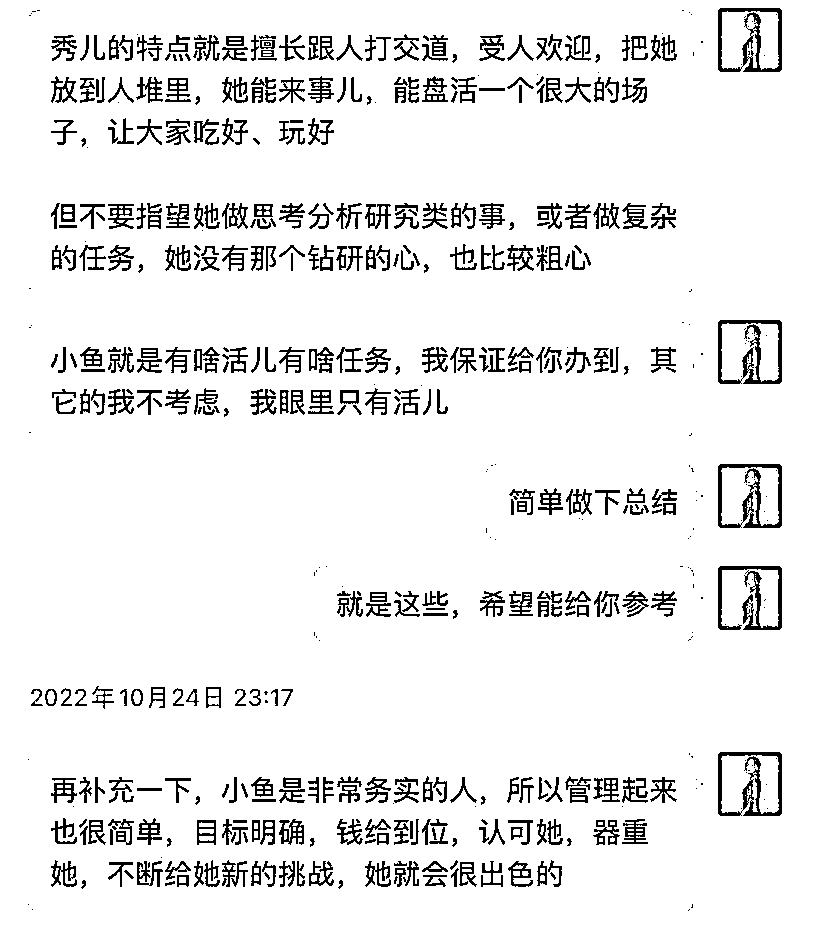 秀儿的特点就是擅长跟人打交道，受人欢迎，把她
放到人堆里，她能来事儿，能盘活一个很大的场
子，让大家吃好、玩好
但不要指望她做思考分析研究类的事，或者做复杂
的任务，她没有那个钻研的心，也比较粗心
小鱼就是有啥活儿有啥任务，我保证给你办到，其
它的我不考虑，我眼里只有活儿
简单做下总结
就是这些，希望能给你参考
2022年10月24日 23:17
再补充一下，小鱼是非常务实的人，所以管理起来
也很简单，目标明确，钱给到位，认可她，器重
她，不断给她新的挑战，她就会很出色的